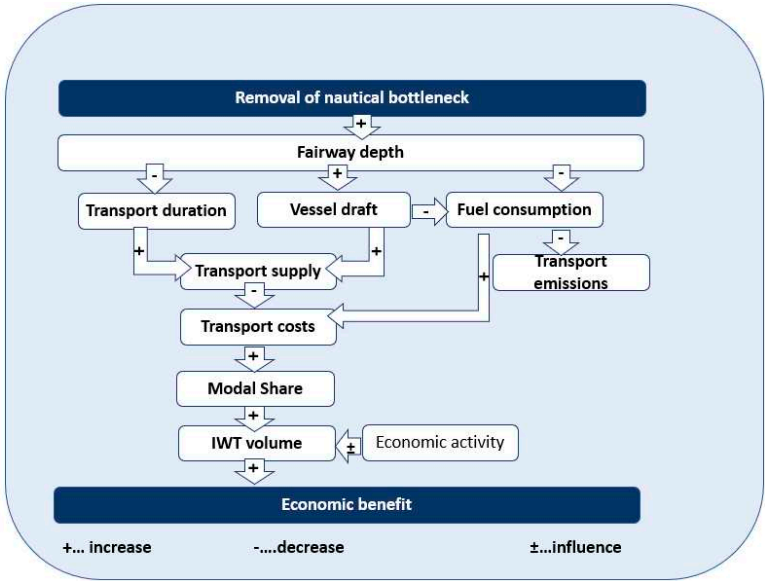 Removal of nautical bottleneck
+
Fairway depth
- + -
Transport duration
Vessel draft
-
Fuel consumption
+ + -
Transport supply
+
Transport
emissions
-
Transport costs
+
Modal Share
+
IWT volume
±
Economic activity
+
Economic benefit
+... increase
-....decrease
±...influence